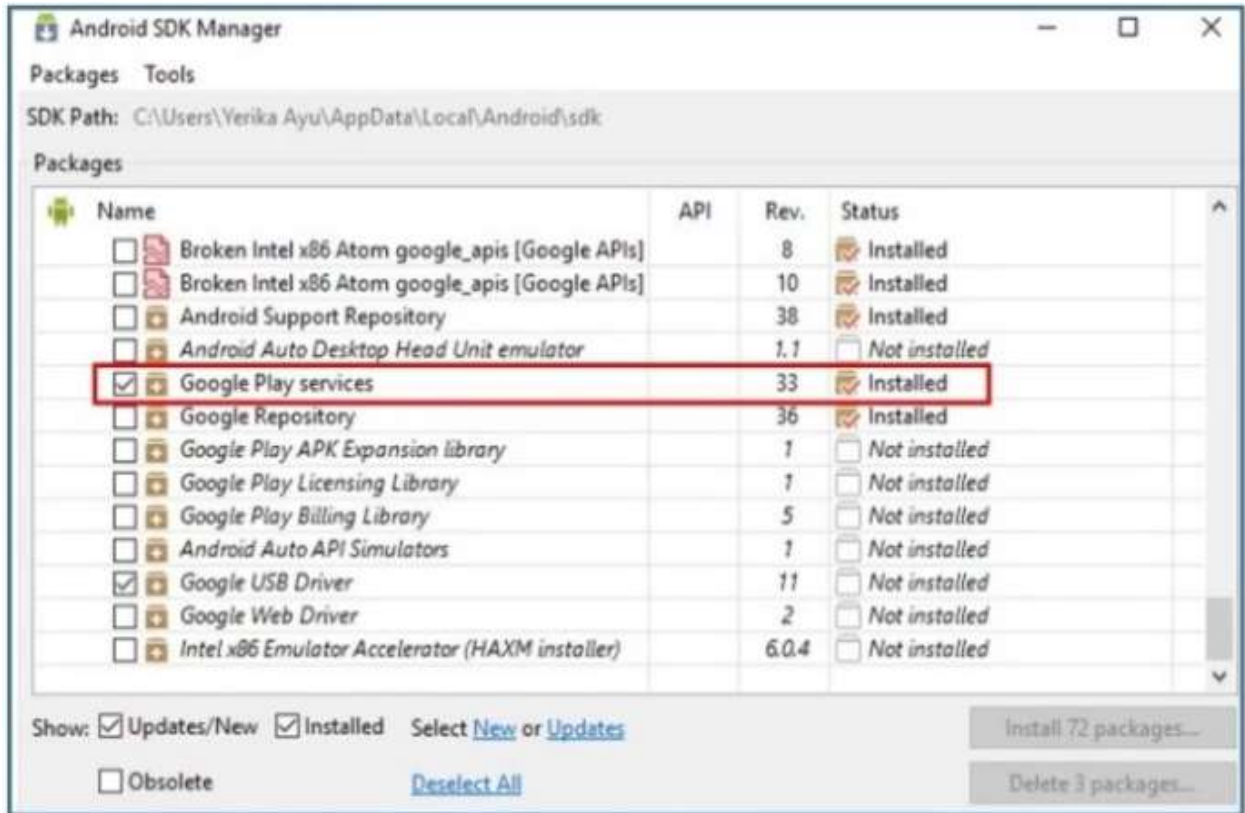 Android SDK Manager
Packages Tools
SDK Path: C:\Users\Yerika Ayu\AppData\Local\Android\sdk
Packages
Name API Rev. Status
Broken Intel x86 Atom google_apis [Google APIs] 8 Installed
Broken Intel x86 Atom google_apis [Google APIs] 10 Installed
Android Support Repository 38 Installed
Android Auto Desktop Head Unit emulator 1.1 Not installed
Google Play services 33 Installed
Google Repository 36 Installed
Google Play APK Expansion library 1 Not installed
Google Play Licensing Library 1 Not installed
Google Play Billing Library 5 Not installed
Android Auto API Simulators 1 Not installed
Google USB Driver 11 Not installed
Google Web Driver 2 Not installed
Intel x86 Emulator Accelerator (HAXM installer) 6.0.4 Not installed
Show: Updates/New Installed Select New or Updates Install 72 packages...
Obsolete Deselect All Delete 3 packages...